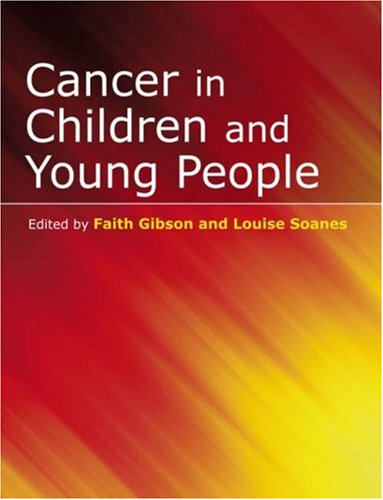 Cancer in
Children and
Young People
Edited by Faith Gibson and Louise Soanes